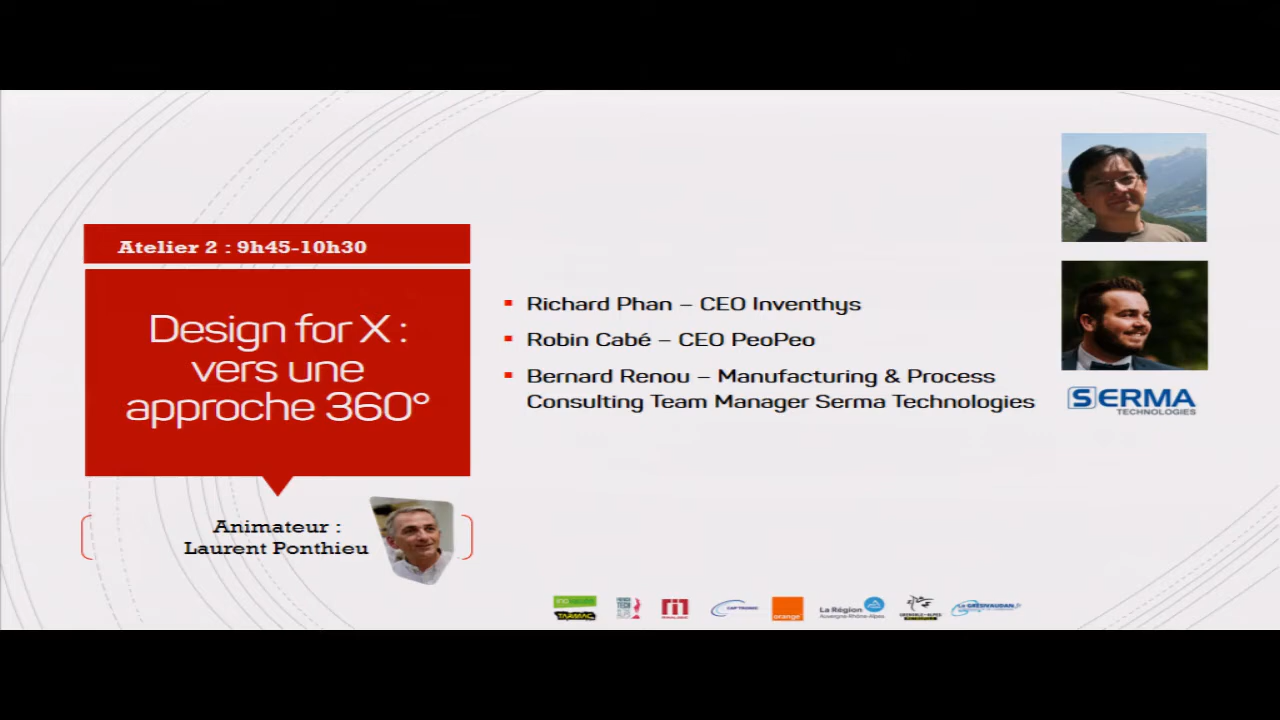 Atelier 2 : 9h45-10h30
Design for X :
vers une
approche 360°
Animateur :
Laurent Ponthieu
Richard Phan – CEO Inventhys
Robin Cabé – CEO PeoPeo
Bernard Renou – Manufacturing & Process
Consulting Team Manager Serma Technologies
SERMA
TECHNOLOGIES
TARMAC
orange
La Région
Auvergne-Rhône-Alpes